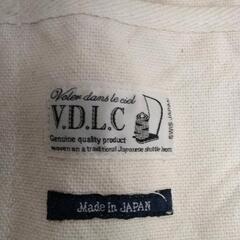 Voler dans le ciel
V.D.L.C
Genuine quality product
woven on a traditional Japanese shuttle loom
Made in JAPAN